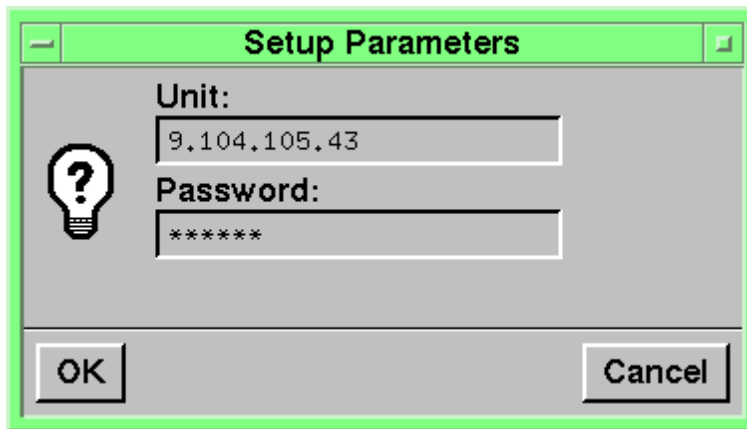 Setup Parameters
Unit:
9.104.105.43
Password:
******
?
OK
Cancel